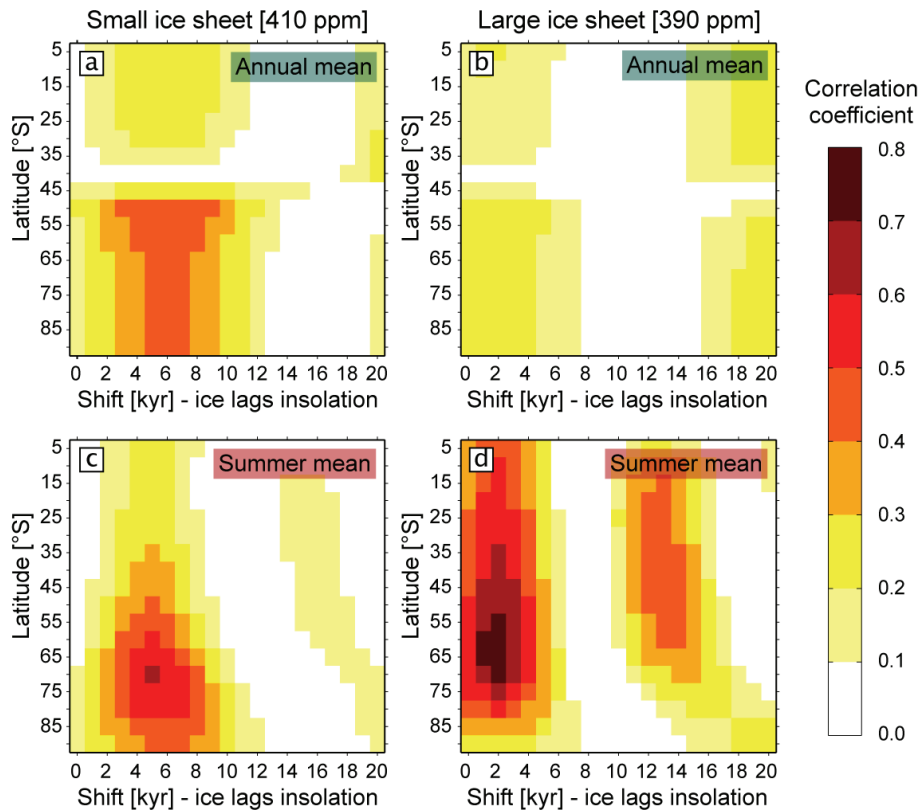 Small ice sheet [410 ppm]
Large ice sheet [390 ppm]
a
Annual mean
Latitude [°S]
5
15
25
35
45
55
65
75
85
0 2 4 6 8 10 12 14 16 18 20
Shift [kyr] - ice lags insolation
b
Annual mean
Latitude [°S]
5
15
25
35
45
55
65
75
85
0 2 4 6 8 10 12 14 16 18 20
Shift [kyr] - ice lags insolation
c
Summer mean
Latitude [°S]
5
15
25
35
45
55
65
75
85
0 2 4 6 8 10 12 14 16 18 20
Shift [kyr] - ice lags insolation
d
Summer mean
Latitude [°S]
5
15
25
35
45
55
65
75
85
0 2 4 6 8 10 12 14 16 18 20
Shift [kyr] - ice lags insolation
Correlation
coefficient
0.8
0.7
0.6
0.5
0.4
0.3
0.2
0.1
0.0